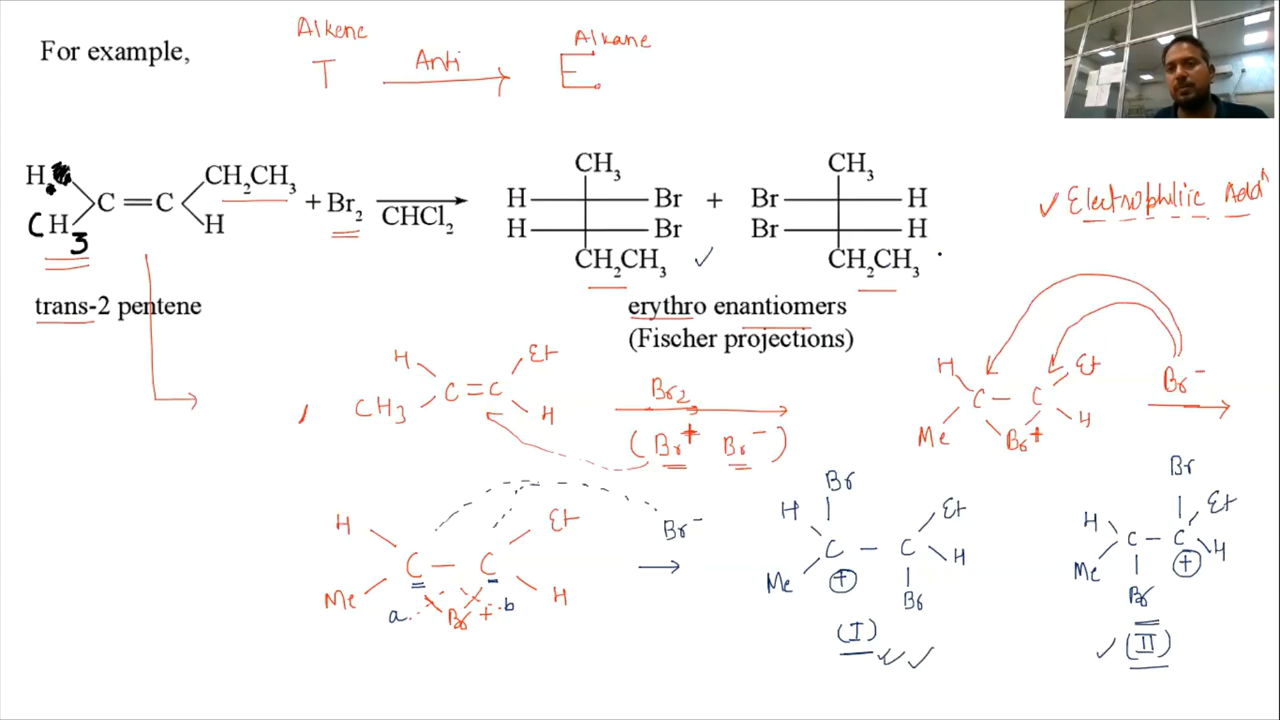 For example,
Alkene
Alkane
T Anti E.
H CH₂CH₃
C = C + Br₂ CHCl₂
CH₃ H
CH₃
H Br
H Br
CH₂CH₃
+
CH₃
Br H
Br H
CH₂CH₃
✓ Electrophilic Addⁿ
trans-2 pentene
erythro enantiomers
(Fischer projections)
H Et
C = C
CH₃ H
Br₂
(Br⁺ Br⁻)
H Et
C – C
Me Br⁺ H
Br⁻
H Et
C – C
Me H
a Br + b
Br⁻
Br
H Et
C – C
Me + H
Br
(I)
Br
H Et
C – C
Me + H
Br
(II)